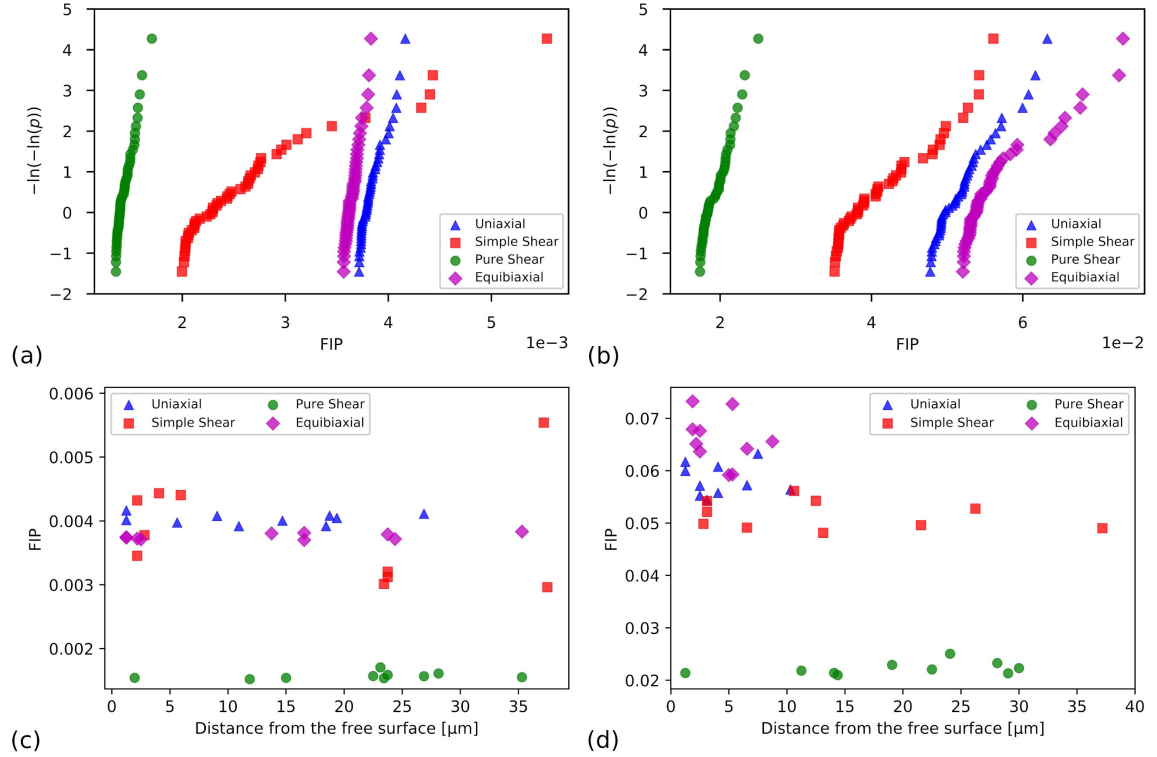 5
4
3
2
1
0
−1
−2
−ln(−ln(p))
Uniaxial
Simple Shear
Pure Shear
Equibiaxial
2
3
4
5
FIP
1e−3
(a)
5
4
3
2
1
0
−1
−2
−ln(−ln(p))
Uniaxial
Simple Shear
Pure Shear
Equibiaxial
2
4
6
FIP
1e−2
(b)
0.006
0.005
0.004
0.003
0.002
FIP
Uniaxial Pure Shear
Simple Shear Equibiaxial
0 5 10 15 20 25 30 35
Distance from the free surface [μm]
(c)
0.07
0.06
0.05
0.04
0.03
0.02
FIP
Uniaxial Pure Shear
Simple Shear Equibiaxial
0 5 10 15 20 25 30 35 40
Distance from the free surface [μm]
(d)